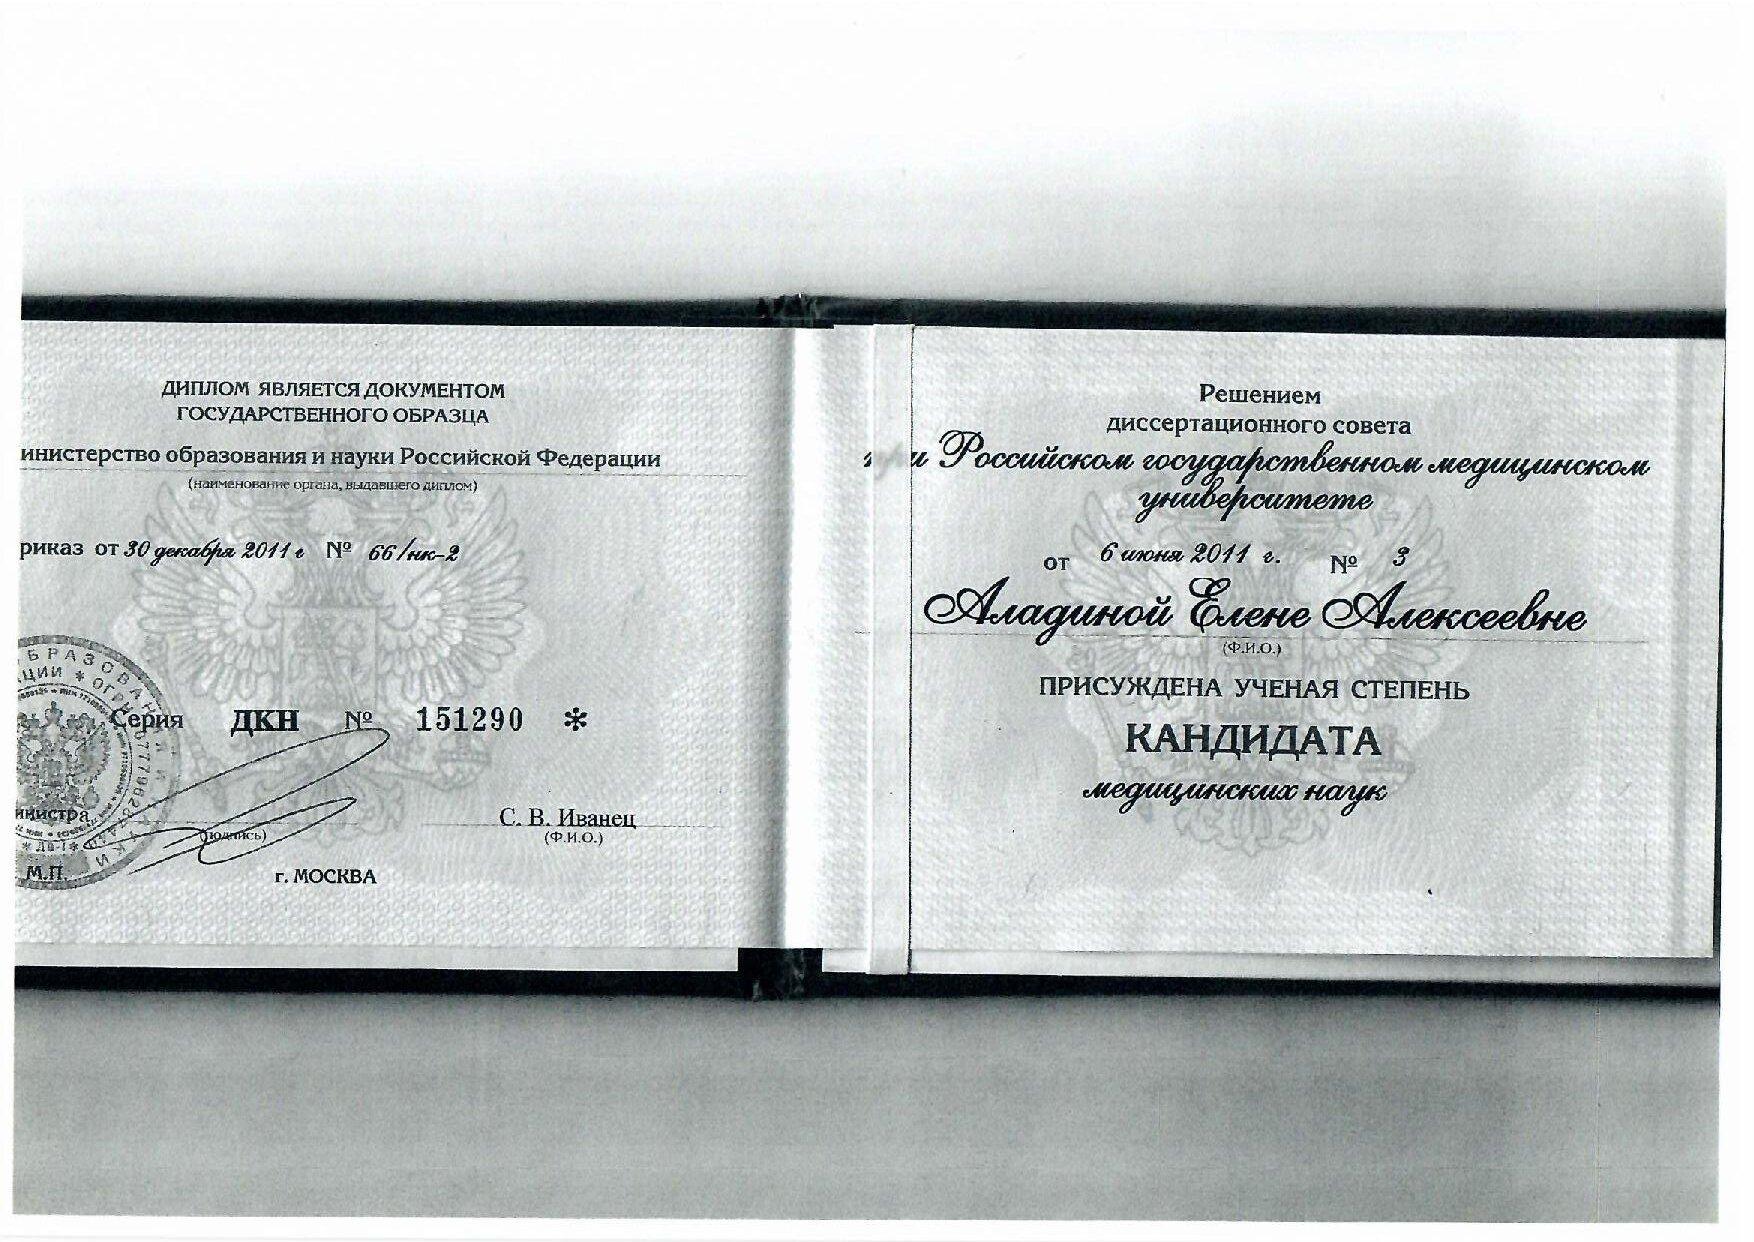 ДИПЛОМ ЯВЛЯЕТСЯ ДОКУМЕНТОМ
ГОСУДАРСТВЕННОГО ОБРАЗЦА
инистерство образования и науки Российской Федерации
(наименование органа, выдавшего диплом)
риказ от 30 декабря 2011 г № 66/нк-2
Серия ДКН № 151290 *
инистра
(подпись)
С. В. Иванец
(Ф.И.О.)
М.П.
г. МОСКВА
Решением
диссертационного совета
при Российском государственном медицинском
университете
от 6 июня 2011 г. № 3
Аладиной Елене Алексеевне
(Ф.И.О.)
ПРИСУЖДЕНА УЧЕНАЯ СТЕПЕНЬ
КАНДИДАТА
медицинских наук